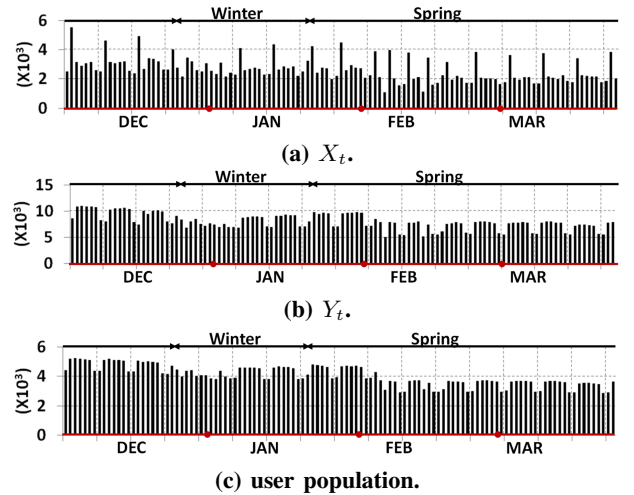 Winter Spring
6
4
2
0
(X10³)
DEC JAN FEB MAR
(a) Xt.
Winter Spring
15
10
5
0
(X10³)
DEC JAN FEB MAR
(b) Yt.
Winter Spring
6
4
2
0
(X10³)
DEC JAN FEB MAR
(c) user population.